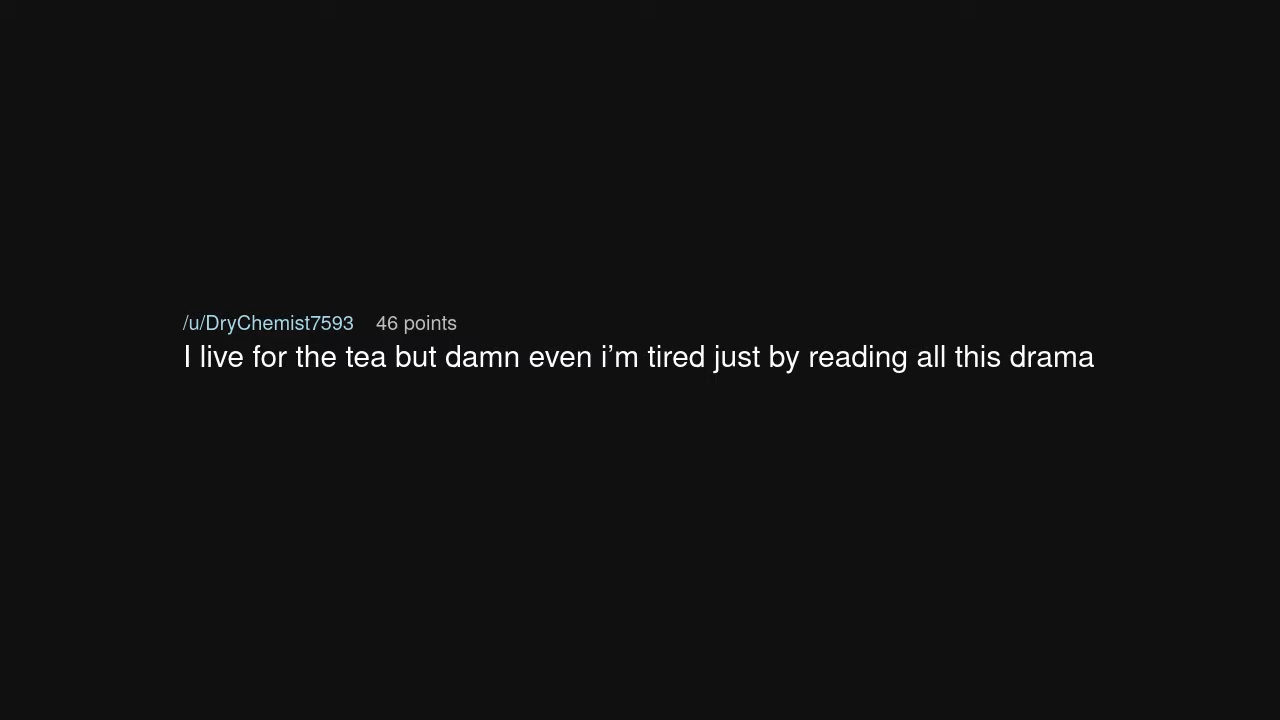 /u/DryChemist7593 46 points
I live for the tea but damn even i’m tired just by reading all this drama